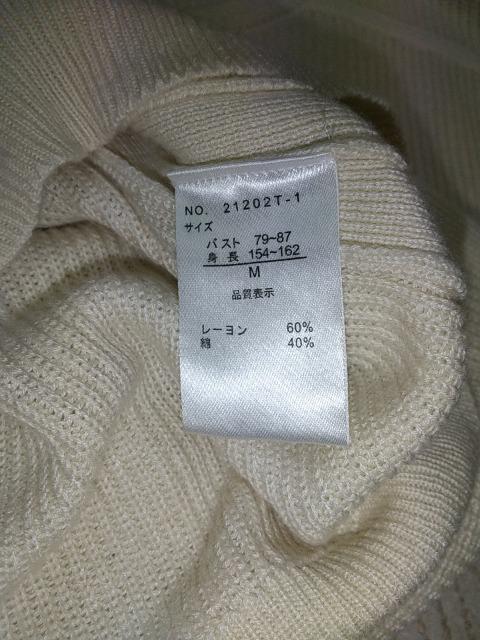 NO. 21202T-1
サイズ
バスト 79~87
身長 154~162
M
品質表示
レーヨン 60%
綿 40%